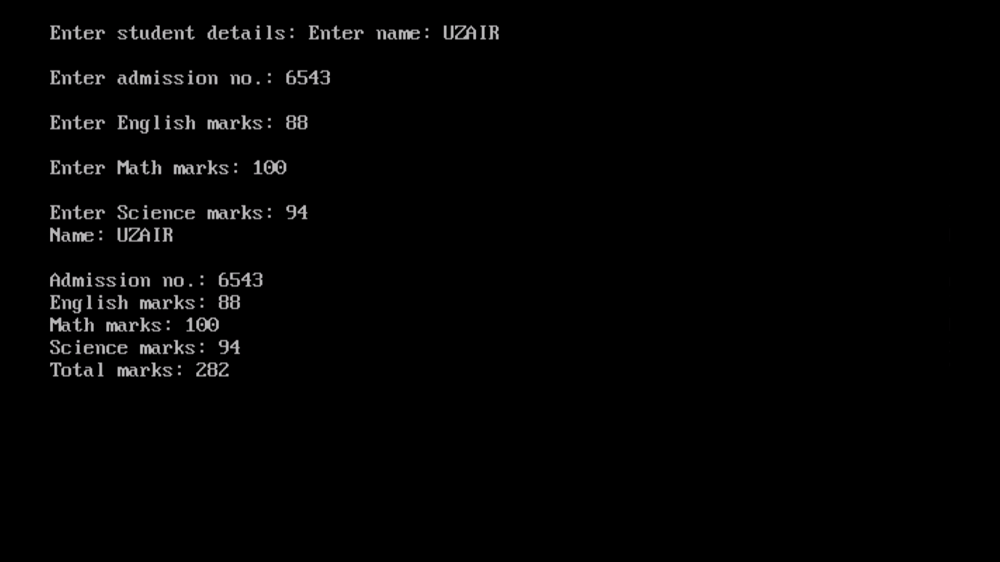 Enter student details: Enter name: UZAIR
Enter admission no.: 6543
Enter English marks: 88
Enter Math marks: 100
Enter Science marks: 94
Name: UZAIR
Admission no.: 6543
English marks: 88
Math marks: 100
Science marks: 94
Total marks: 282